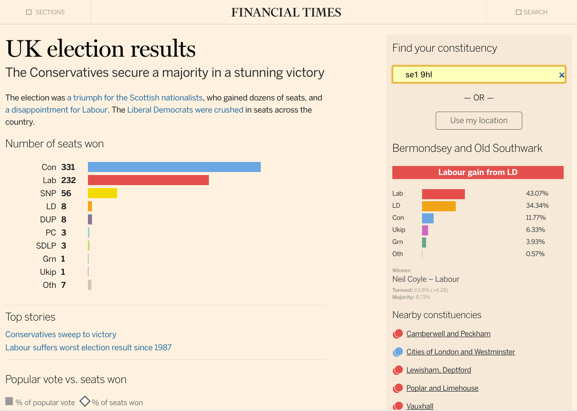 SECTIONS
FINANCIAL TIMES
SEARCH
UK election results
The Conservatives secure a majority in a stunning victory
The election was a triumph for the Scottish nationalists, who gained dozens of seats, and
a disappointment for Labour. The Liberal Democrats were crushed in seats across the
country.
Number of seats won
Con 331
Lab 232
SNP 56
LD 8
DUP 8
PC 3
SDLP 3
Grn 1
Ukip 1
Oth 7
Top stories
Conservatives sweep to victory
Labour suffers worst election result since 1987
Popular vote vs. seats won
% of popular vote % of seats won
Find your constituency
se1 9hl
— OR —
Use my location
Bermondsey and Old Southwark
Labour gain from LD
Lab 43.07%
LD 34.34%
Con 11.77%
Ukip 6.33%
Grn 3.93%
Oth 0.57%
Winner:
Neil Coyle – Labour
Turnout: 63.8% (+6.28)
Majority: 8.73%
Nearby constituencies
Camberwell and Peckham
Cities of London and Westminster
Lewisham, Deptford
Poplar and Limehouse
Vauxhall